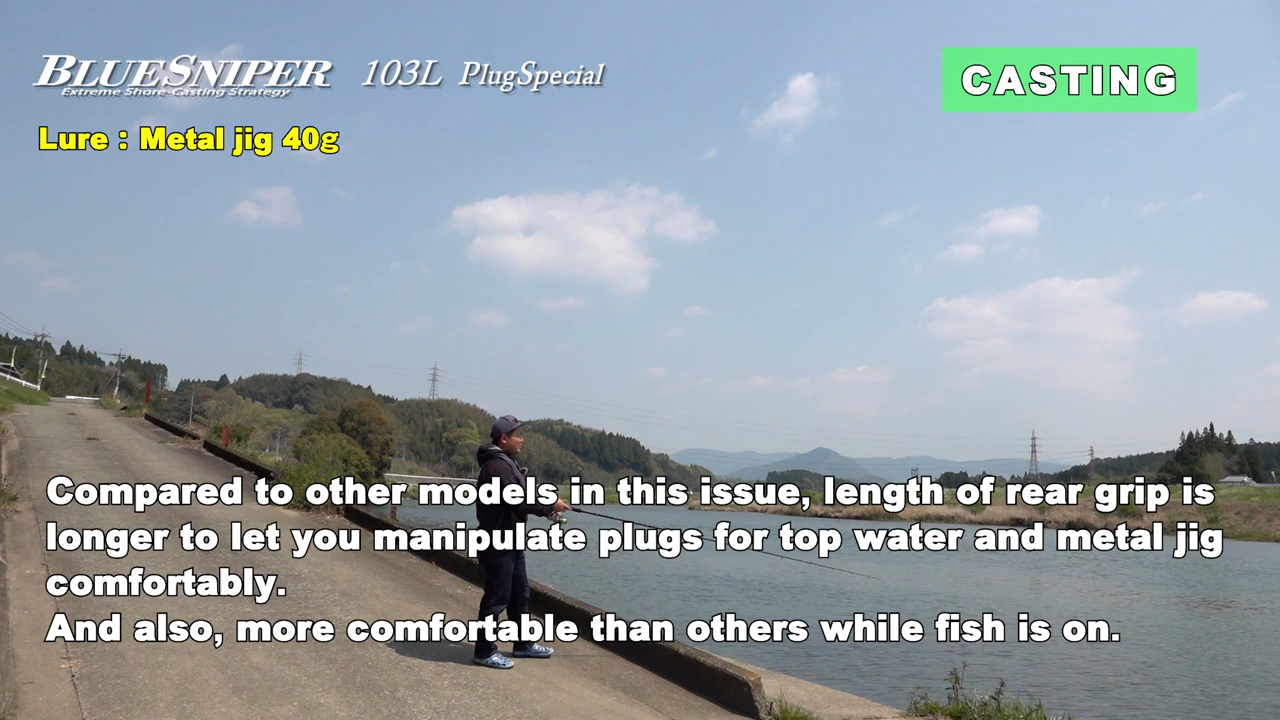 BLUESNIPER 103L PlugSpecial
Extreme Shore-Casting Strategy
CASTING
Lure : Metal jig 40g
Compared to other models in this issue, length of rear grip is
longer to let you manipulate plugs for top water and metal jig
comfortably.
And also, more comfortable than others while fish is on.